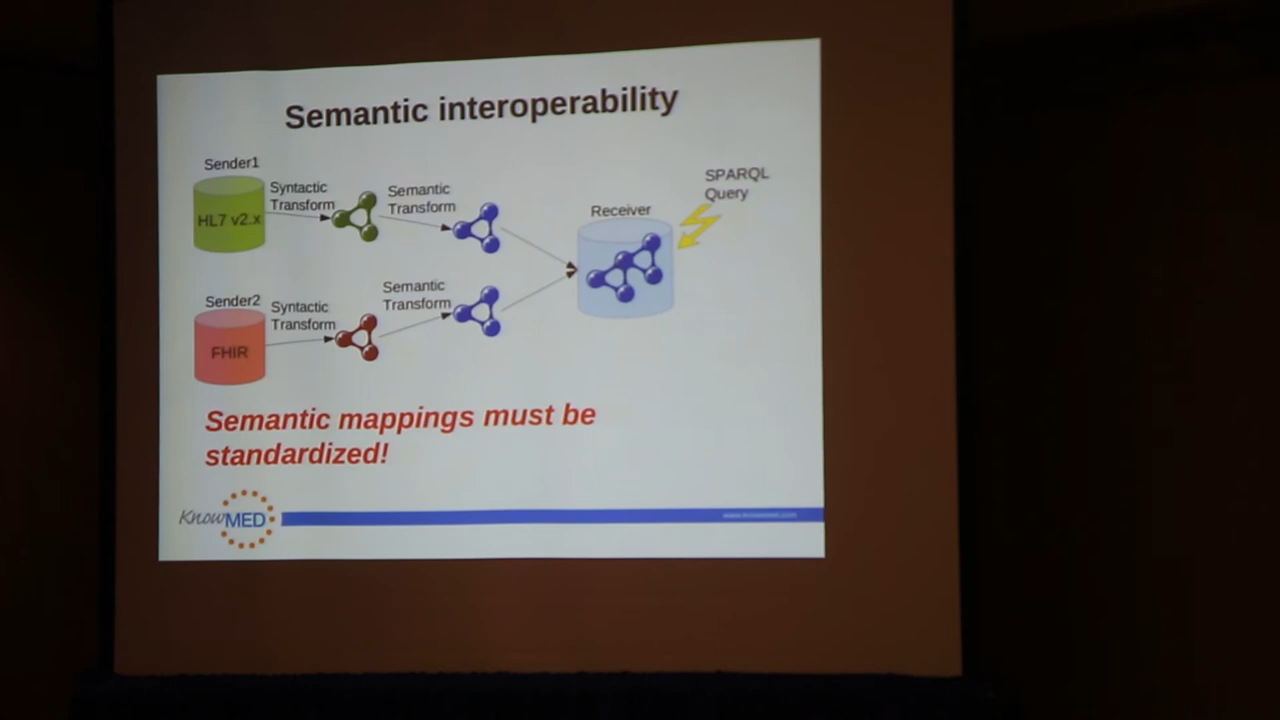 Semantic interoperability
Sender1
HL7 v2.x
Syntactic
Transform
Semantic
Transform
Receiver
SPARQL
Query
Sender2
FHIR
Syntactic
Transform
Semantic
Transform
Semantic mappings must be
standardized!
KnowMED